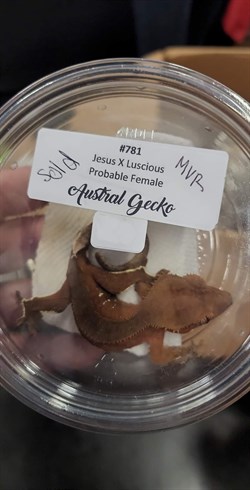 #781
Jesus X Luscious
Probable Female
Austral Gecko
Sold
MVR